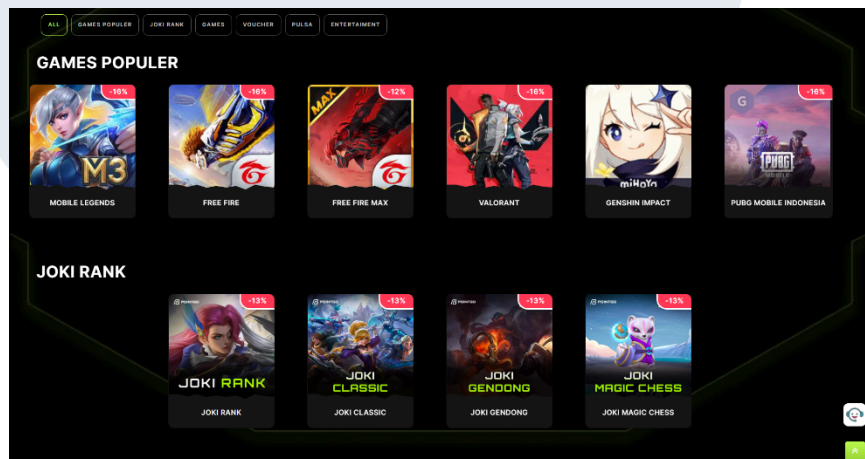 ALL GAMES POPULER JOKI RANK GAMES VOUCHER PULSA ENTERTAIMENT
GAMES POPULER
-16% -16% MAX -12% -16% G -16%
M3 miHoYo PUBG
MOBILE
MOBILE LEGENDS FREE FIRE FREE FIRE MAX VALORANT GENSHIN IMPACT PUBG MOBILE INDONESIA
JOKI RANK
-13% -13% -13% -13%
JOKI RANK JOKI CLASSIC JOKI GENDONG JOKI MAGIC CHESS
JOKI RANK JOKI CLASSIC JOKI GENDONG JOKI MAGIC CHESS